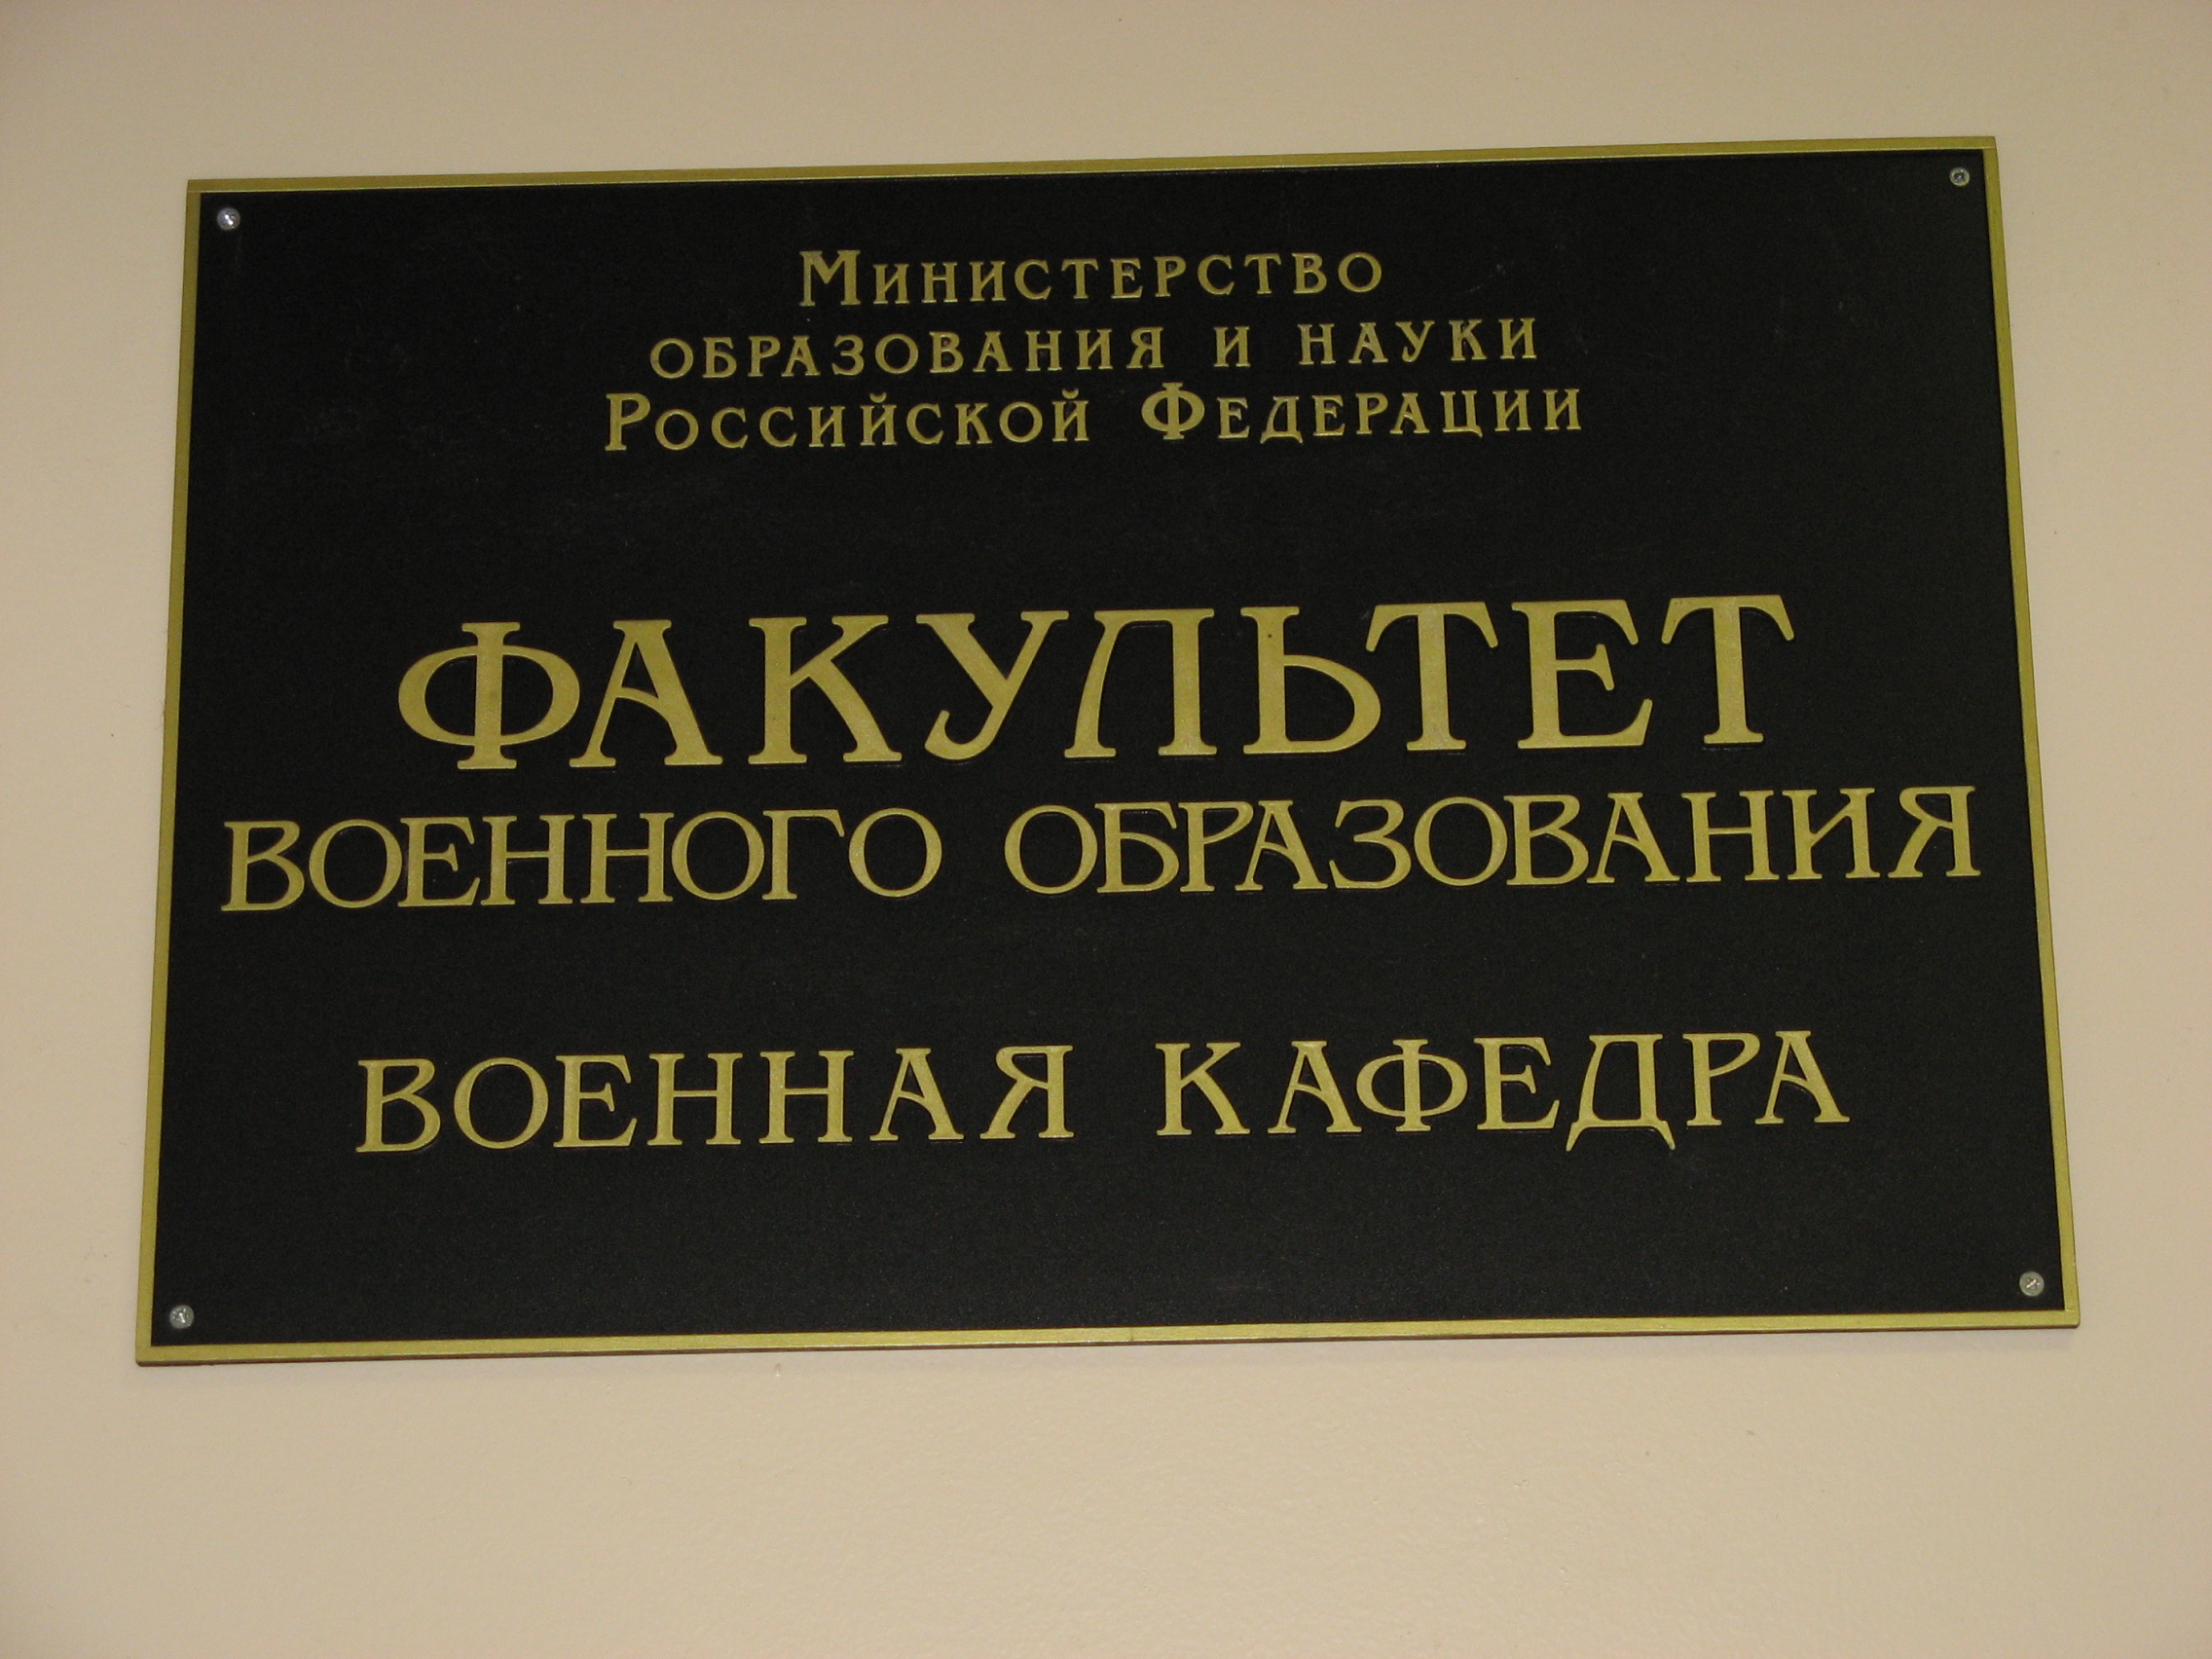 Министерство
образования и науки
Российской Федерации
ФАКУЛЬТЕТ
ВОЕННОГО ОБРАЗОВАНИЯ
ВОЕННАЯ КАФЕДРА